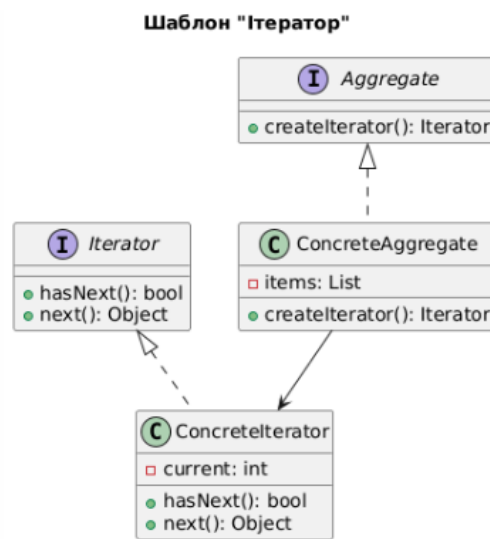 Шаблон "Ітератор"
I Aggregate
createIterator(): Iterator
I Iterator
hasNext(): bool
next(): Object
C ConcreteAggregate
items: List
createIterator(): Iterator
C ConcreteIterator
current: int
hasNext(): bool
next(): Object